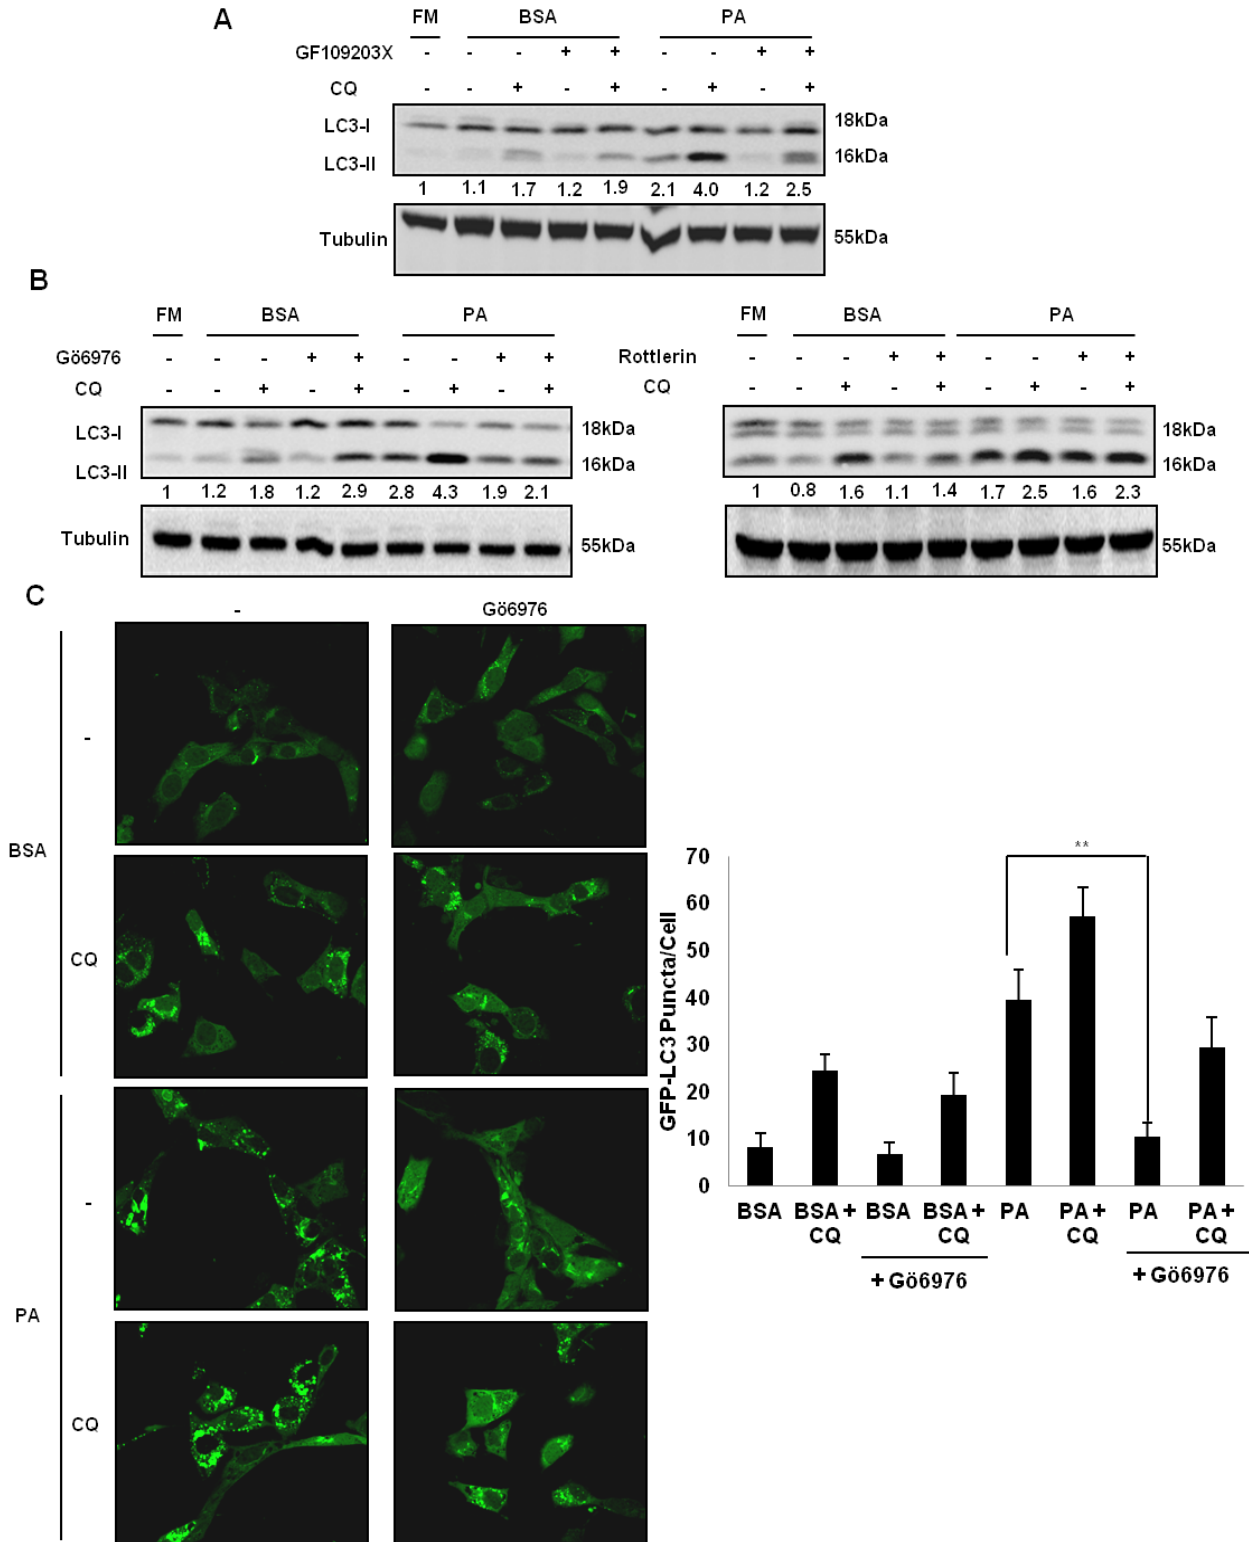 A
FM BSA PA
GF109203X - - - + + - - + +
CQ - - + - + - + - +
LC3-I 18kDa
LC3-II 16kDa
1 1.1 1.7 1.2 1.9 2.1 4.0 1.2 2.5
Tubulin 55kDa
B
FM BSA PA
Gö6976 - - - + + - - + +
CQ - - + - + - + - +
LC3-I 18kDa
LC3-II 16kDa
1 1.2 1.8 1.2 2.9 2.8 4.3 1.9 2.1
Tubulin 55kDa
FM BSA PA
Rottlerin - - - + + - - + +
CQ - - + - + - + - +
18kDa
16kDa
1 0.8 1.6 1.1 1.4 1.7 2.5 1.6 2.3
55kDa
C
- Gö6976
BSA
-
CQ
PA
-
CQ
GFP-LC3 Puncta/Cell
70
60
50
40
30
20
10
0
**
BSA BSA + CQ BSA BSA + CQ PA PA + CQ PA PA + CQ
+ Gö6976 + Gö6976